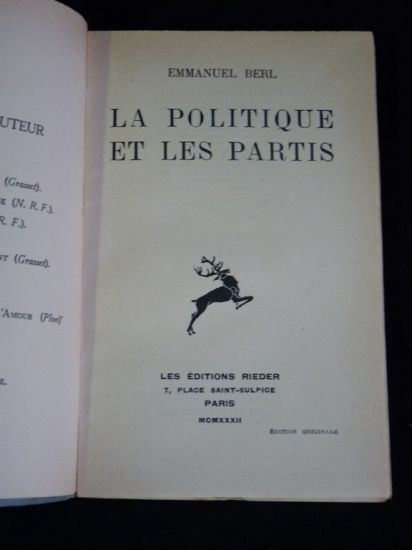 UTEUR
(Grasset).
E (N. R. F.).
R. F.).
NT (Grasset).
'AMOUR (Plon)
E.
EMMANUEL BERL
LA POLITIQUE
ET LES PARTIS
LES ÉDITIONS RIEDER
7, PLACE SAINT-SULPICE
PARIS
MCMXXXII
ÉDITION ORIGINALE